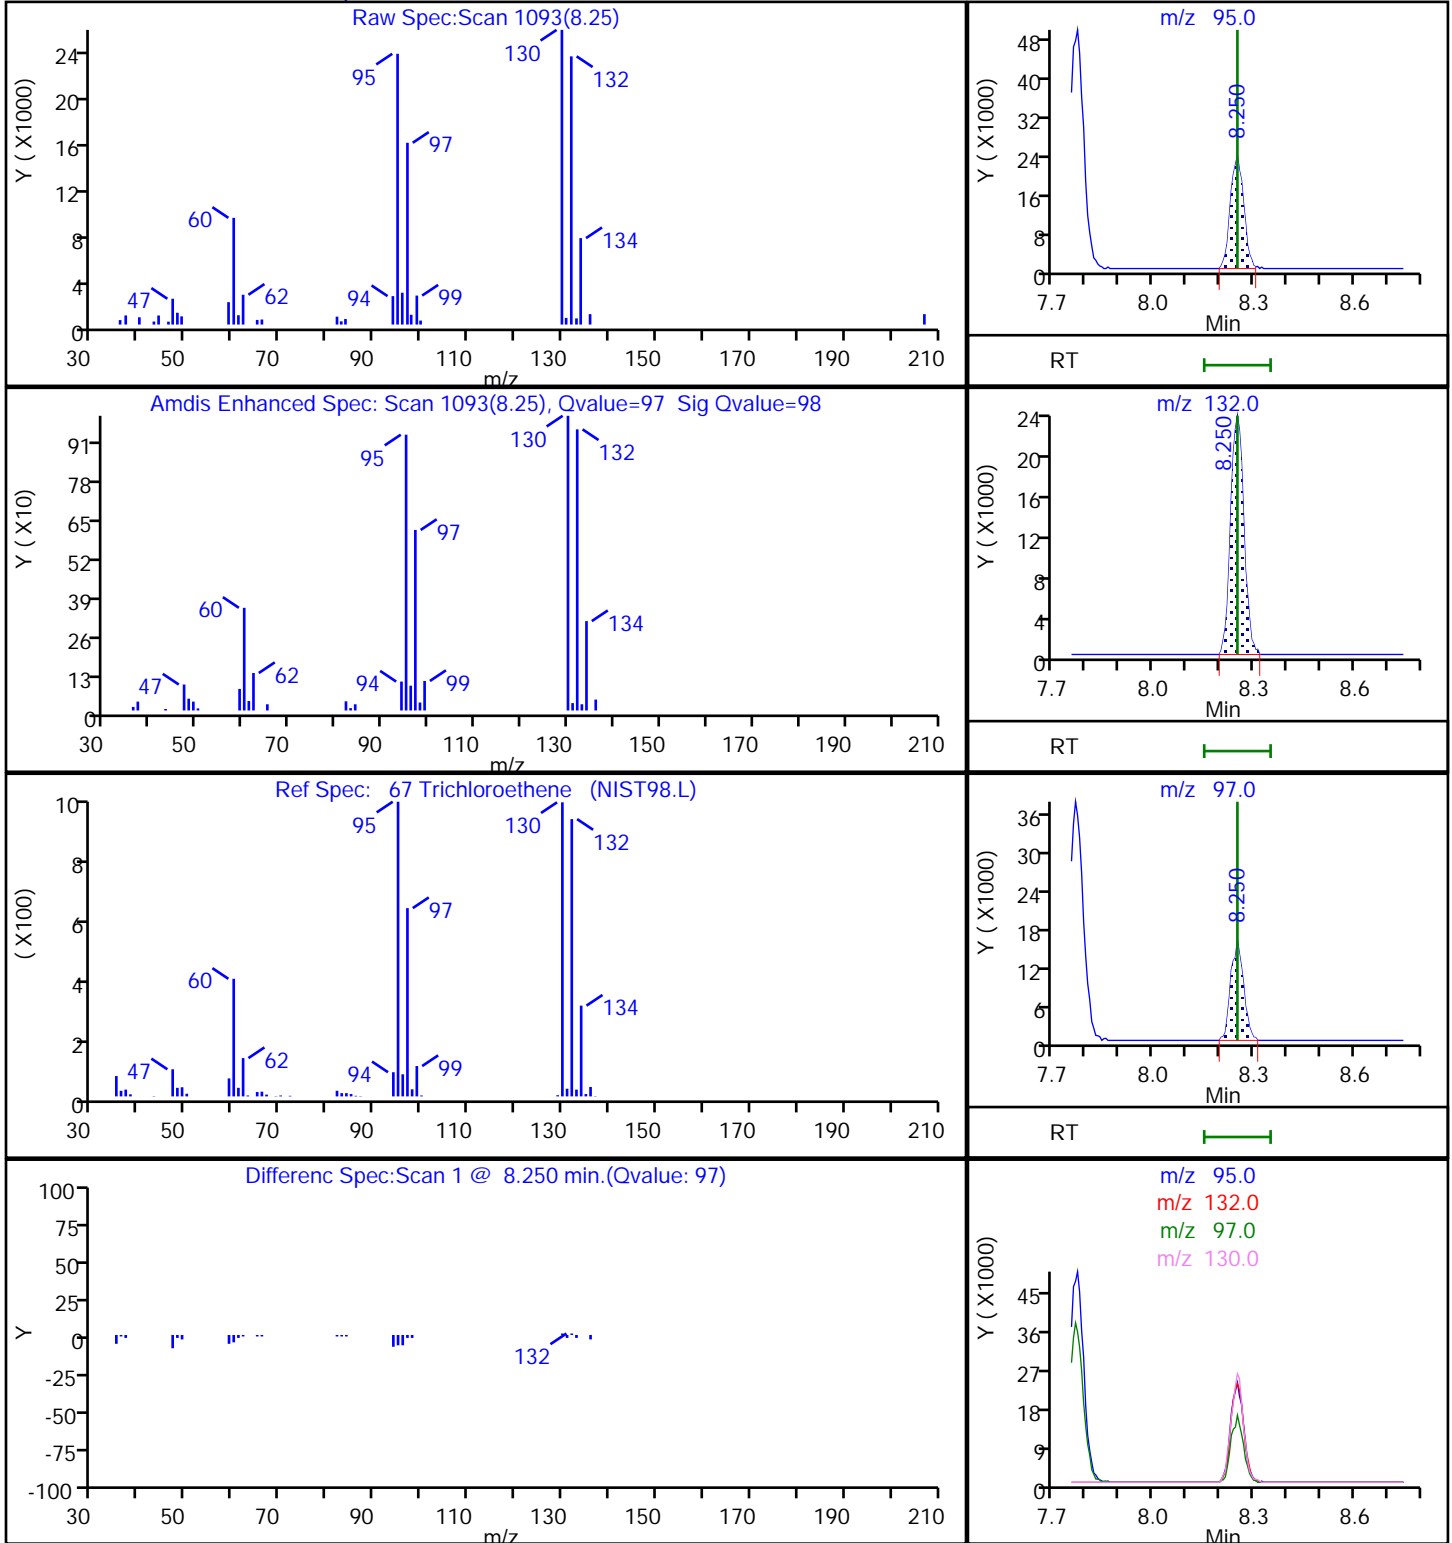 Raw Spec:Scan 1093(8.25)
Y ( X1000)
24
20
16
12
8
4
0
130
95
132
97
60
134
47
62
94
99
30 50 70 90 110 130 150 170 190 210
m/z
m/z 95.0
Y ( X1000)
48
40
32
24
16
8
0
8.250
7.7 8.0 8.3 8.6
Min
RT
Amdis Enhanced Spec: Scan 1093(8.25), Qvalue=97 Sig Qvalue=98
Y ( X10)
91
78
65
52
39
26
13
0
130
95
132
97
60
134
47
62
94
99
30 50 70 90 110 130 150 170 190 210
m/z
m/z 132.0
Y ( X1000)
24
20
16
12
8
4
0
8.250
7.7 8.0 8.3 8.6
Min
RT
Ref Spec: 67 Trichloroethene (NIST98.L)
( X100)
10
8
6
4
2
0
95
130
132
97
60
134
47
62
94
99
30 50 70 90 110 130 150 170 190 210
m/z 97.0
Y ( X1000)
36
30
24
18
12
6
0
8.250
7.7 8.0 8.3 8.6
Min
RT
Differenc Spec:Scan 1 @ 8.250 min.(Qvalue: 97)
Y
100
75
50
25
0
-25
-50
-75
-100
132
30 50 70 90 110 130 150 170 190 210
m/z
m/z 95.0
m/z 132.0
m/z 97.0
m/z 130.0
Y ( X1000)
45
36
27
18
9
0
7.7 8.0 8.3 8.6
Min